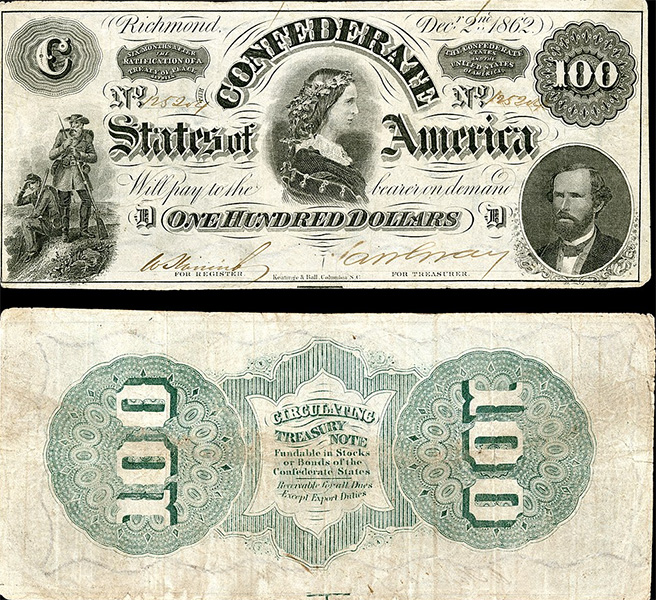 Richmond,
Decr. 2nd 1862
C
SIX MONTHS AFTER THE RATIFICATION OF A TREATY OF PEACE
CONFEDERATE
THE CONFEDERATE STATES AND THE UNITED STATES OF AMERICA
100
No.
No.
States of America
Will pay to the bearer on demand
D ONE HUNDRED DOLLARS D
FOR REGISTER.
Keatinge & Ball, Columbia S.C.
FOR TREASURER.
100
CIRCULATING
TREASURY
NOTE
Fundable in Stocks
or Bonds of the
Confederate States
Receivable for all Dues
Except Export Duties
100